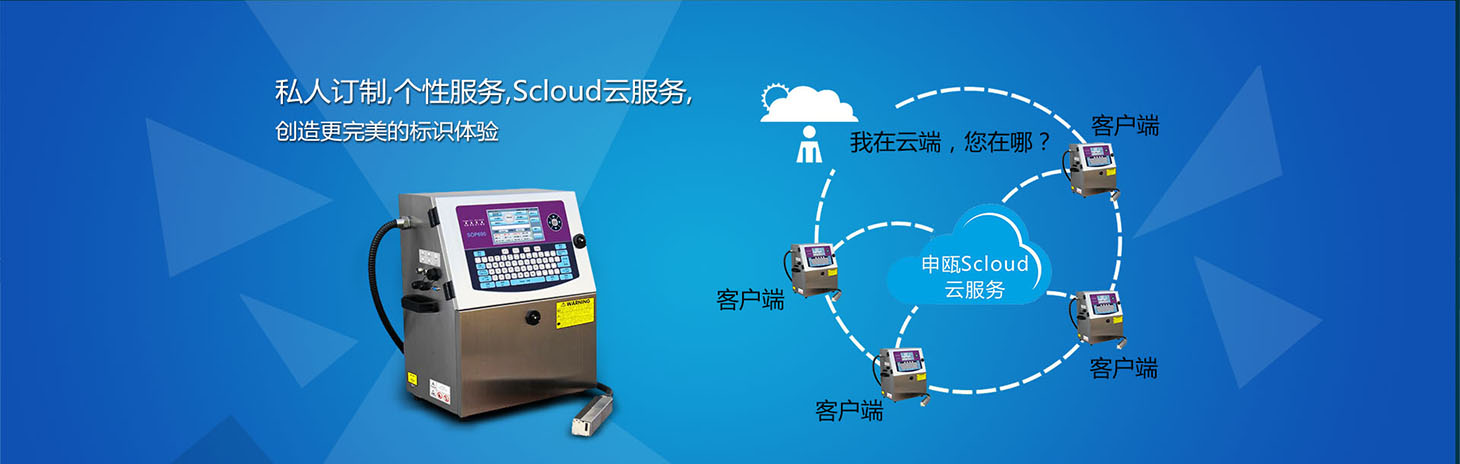 私人订制,个性服务,Scloud云服务,
创造更完美的标识体验
我在云端，您在哪？
客户端
申瓯Scloud
云服务
客户端
客户端
客户端
WARNING